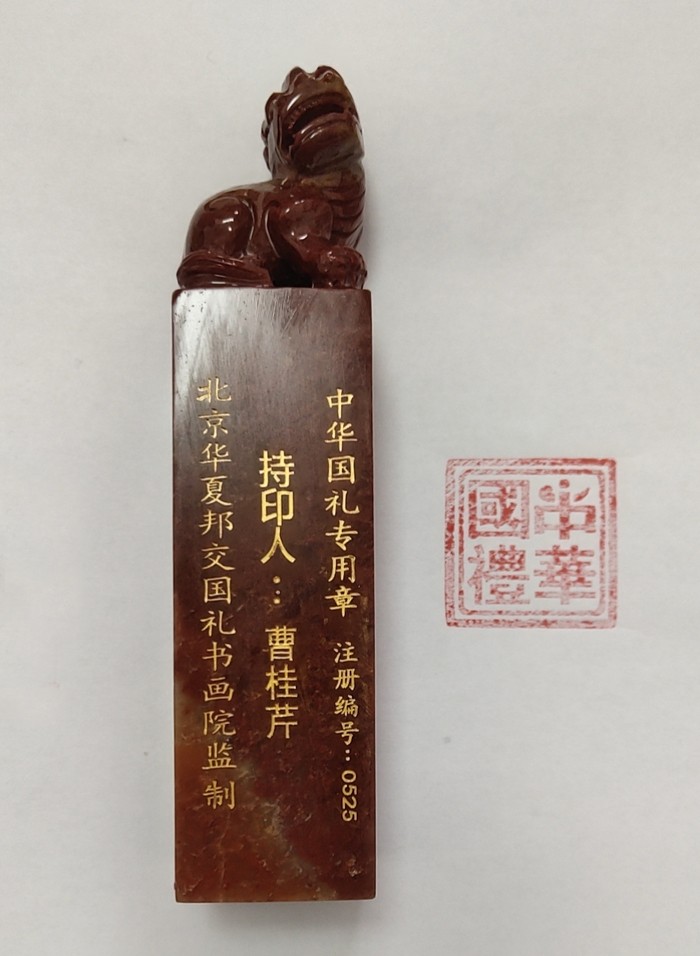 中华国礼专用章 注册编号：0525
持印人：曹桂芹
北京华夏邦交国礼书画院监制
中華
國禮